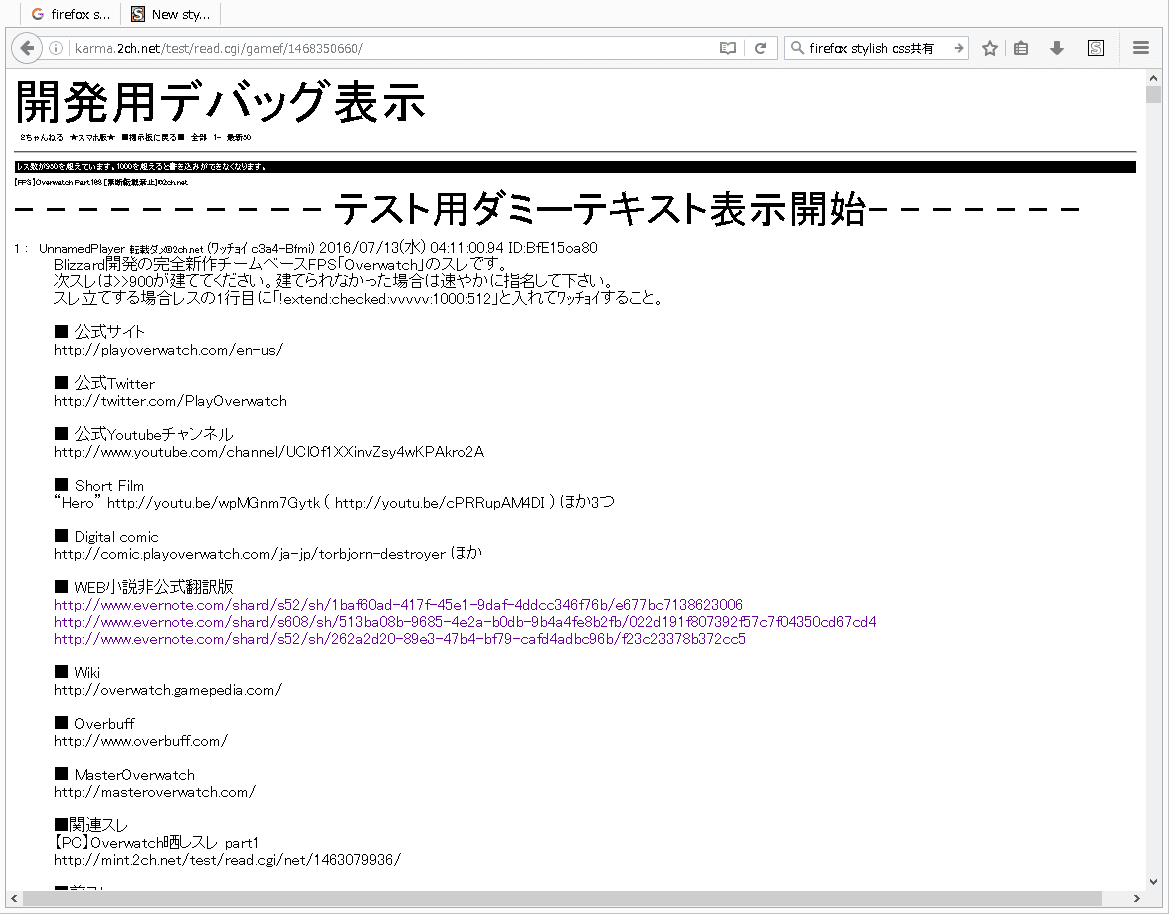 firefox s...
New sty...
karma.2ch.net/test/read.cgi/gamef/1468350660/
firefox stylish css共有
開発用デバッグ表示
2ちゃんねる ★スマホ版★ ■掲示板に戻る■ 全部 1- 最新50
レス数が950を超えています。1000を超えると書き込みができなくなります。
【FPS】Overwatch Part168 [無断転載禁止]©2ch.net
- - - - - - - - - - - テスト用ダミーテキスト表示開始- - - - - - -
1 : UnnamedPlayer 転載ダメ©2ch.net (ワッチョイ c3a4-Bfmi) 2016/07/13(水) 04:11:00.94 ID:BfE15oa80
Blizzard開発の完全新作チームベースFPS「Overwatch」のスレです。
次スレは>>900が建ててください。建てられなかった場合は速やかに指名して下さい。
スレ立てする場合レスの1行目に「!extend:checked:vvvvv:1000:512」と入れてワッチョイすること。
■ 公式サイト
http://playoverwatch.com/en-us/
■ 公式Twitter
http://twitter.com/PlayOverwatch
■ 公式Youtubeチャンネル
http://www.youtube.com/channel/UClOf1XXinvZsy4wKPAkro2A
■ Short Film
“Hero” http://youtu.be/wpMGnm7Gytk ( http://youtu.be/cPRRupAM4DI ) ほか3つ
■ Digital comic
http://comic.playoverwatch.com/ja-jp/torbjorn-destroyer ほか
■ WEB小説非公式翻訳版
http://www.evernote.com/shard/s52/sh/1baf60ad-417f-45e1-9daf-4ddcc346f76b/e677bc7138623006
http://www.evernote.com/shard/s608/sh/513ba08b-9685-4e2a-b0db-9b4a4fe8b2fb/022d191f807392f57c7f04350cd67cd4
http://www.evernote.com/shard/s52/sh/262a2d20-89e3-47b4-bf79-cafd4adbc96b/f23c23378b372cc5
■ Wiki
http://overwatch.gamepedia.com/
■ Overbuff
http://www.overbuff.com/
■ MasterOverwatch
http://masteroverwatch.com/
■関連スレ
【PC】Overwatch晒しスレ part1
http://mint.2ch.net/test/read.cgi/net/1463079936/